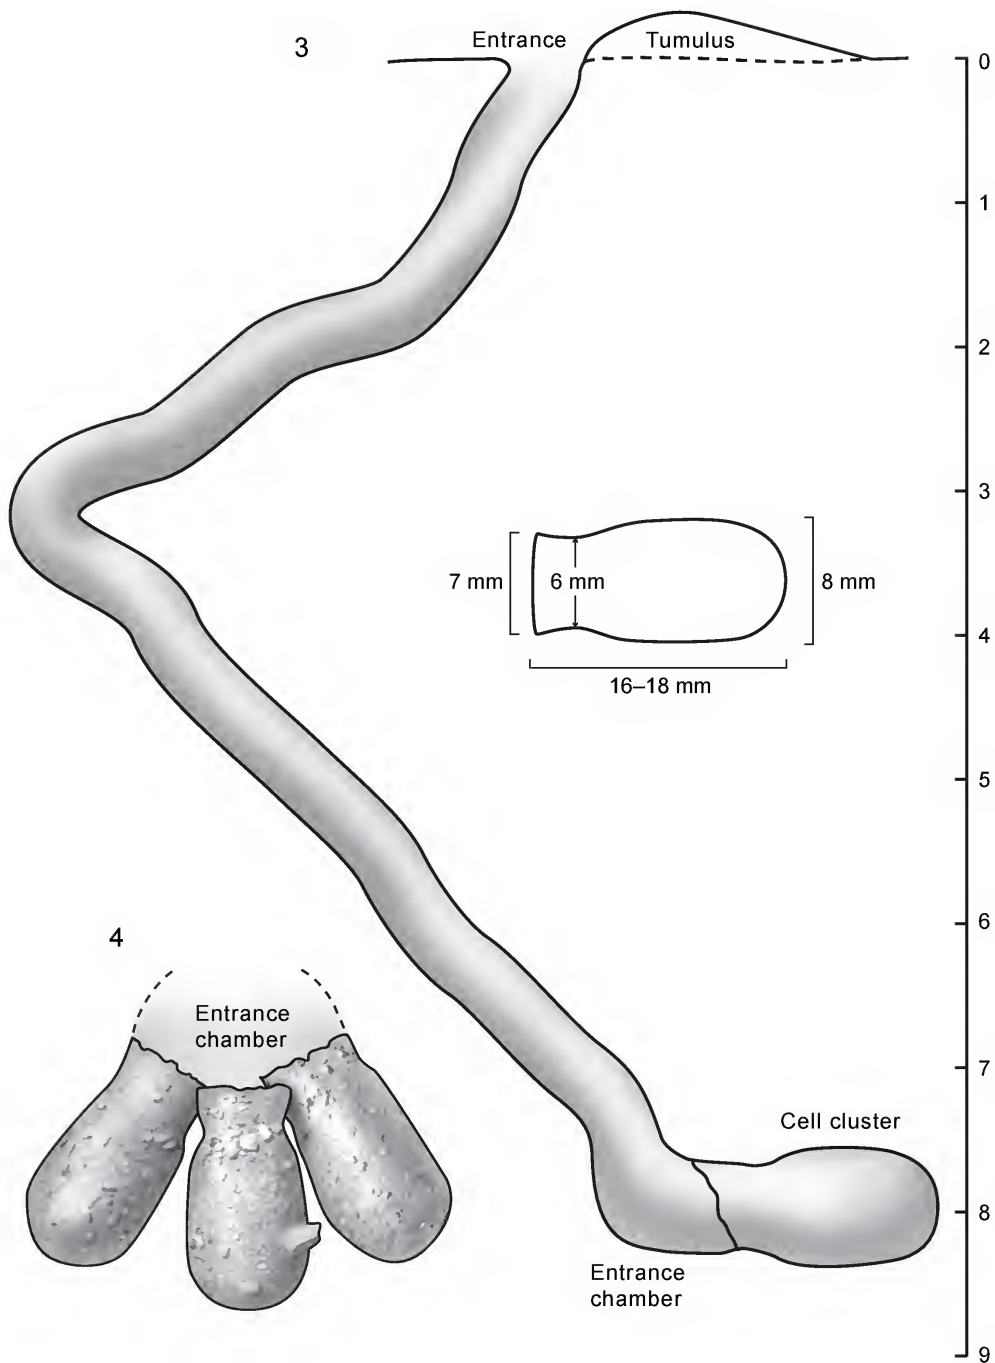 3
Entrance
Tumulus
0
1
2
3
7 mm
6 mm
8 mm
4
16–18 mm
5
6
4
Entrance
chamber
7
Cell cluster
8
Entrance
chamber
9